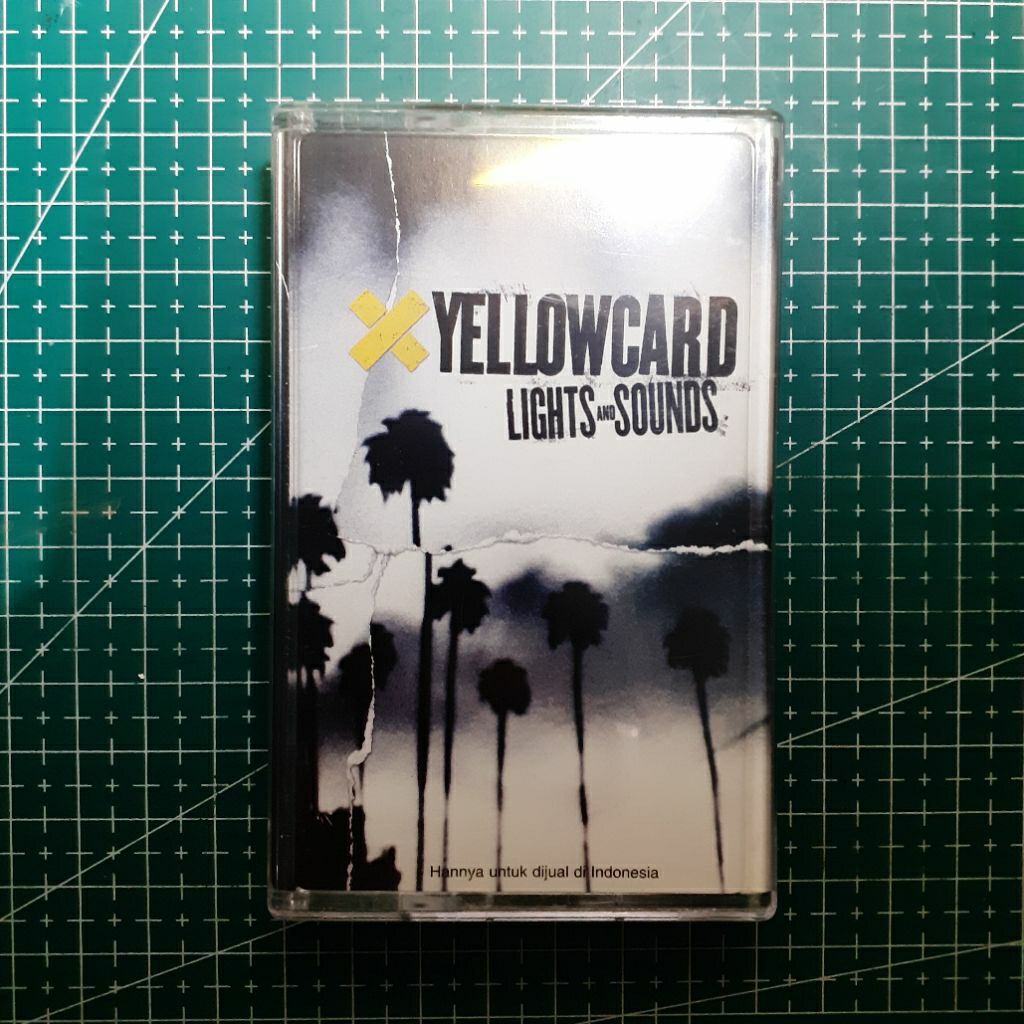 YELLOWCARD
LIGHTS AND SOUNDS
Hannya untuk dijual di Indonesia